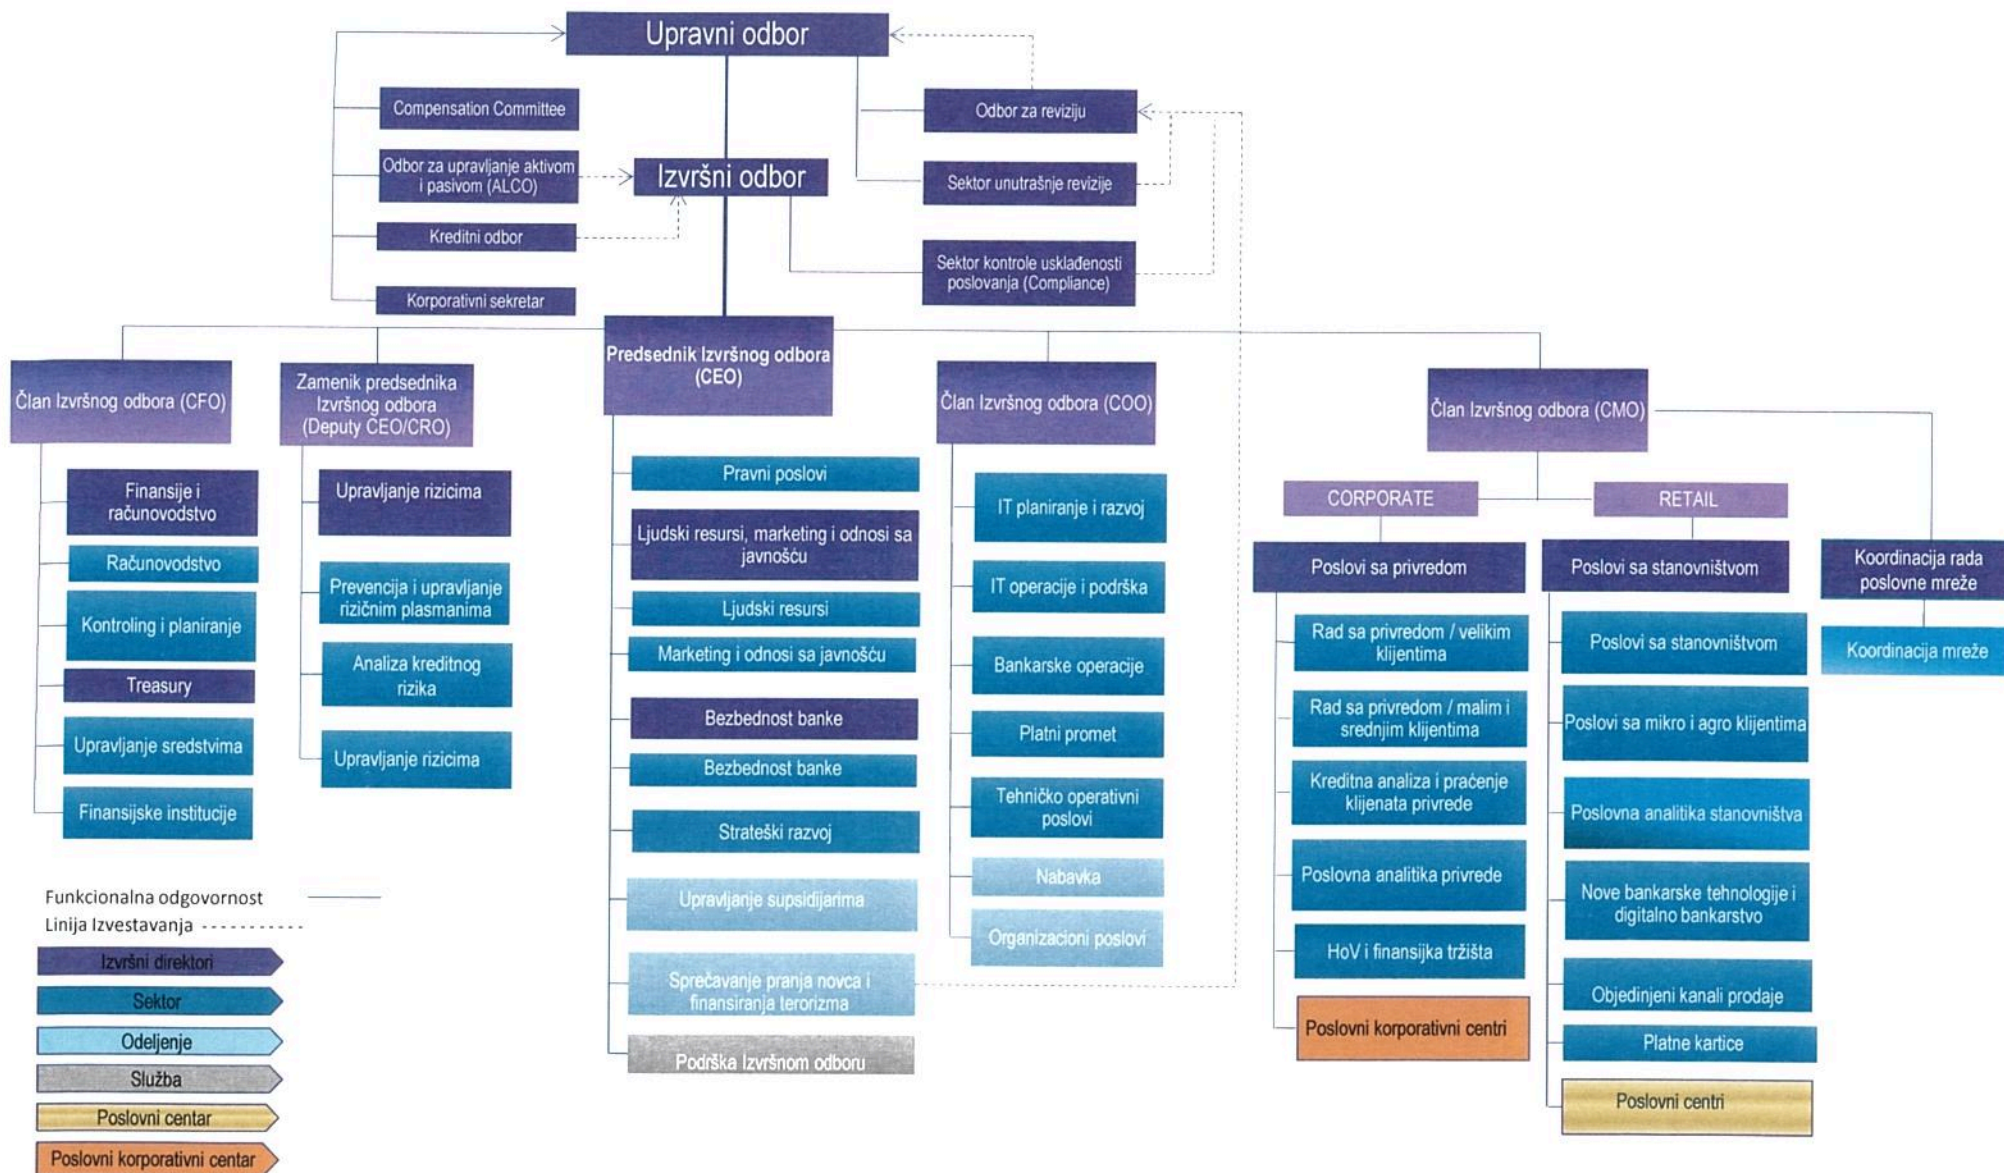 Upravni odbor
Compensation Committee
Odbor za reviziju
Odbor za upravljanje aktivom
i pasivom (ALCO)
Izvršni odbor
Sektor unutrašnje revizije
Kreditni odbor
Sektor kontrole usklađenosti
poslovanja (Compliance)
Korporativni sekretar
Član Izvršnog odbora (CFO)
Zamenik predsednika
Izvršnog odbora
(Deputy CEO/CRO)
Predsednik Izvršnog odbora
(CEO)
Član Izvršnog odbora (COO)
Član Izvršnog odbora (CMO)
Finansije i
računovodstvo
Računovodstvo
Kontroling i planiranje
Treasury
Upravljanje sredstvima
Finansijske institucije
Upravljanje rizicima
Prevencija i upravljanje
rizičnim plasmanima
Analiza kreditnog
rizika
Upravljanje rizicima
Pravni poslovi
Ljudski resursi, marketing i odnosi sa
javnošću
Ljudski resursi
Marketing i odnosi sa javnošću
Bezbednost banke
Bezbednost banke
Strateški razvoj
Upravljanje supsidijarima
Sprečavanje pranja novca i
finansiranja terorizma
Podrška Izvršnom odboru
IT planiranje i razvoj
IT operacije i podrška
Bankarske operacije
Platni promet
Tehničko operativni
poslovi
Nabavka
Organizacioni poslovi
CORPORATE
RETAIL
Poslovi sa privredom
Rad sa privredom / velikim
klijentima
Rad sa privredom / malim i
srednjim klijentima
Kreditna analiza i praćenje
klijenata privrede
Poslovna analitika privrede
HoV i finansijka tržišta
Poslovni korporativni centri
Poslovi sa stanovništvom
Poslovi sa stanovništvom
Poslovi sa mikro i agro klijentima
Poslovna analitika stanovništva
Nove bankarske tehnologije i
digitalno bankarstvo
Objedinjeni kanali prodaje
Platne kartice
Poslovni centri
Koordinacija rada
poslovne mreže
Koordinacija mreže
Funkcionalna odgovornost
Linija Izvestavanja
Izvršni direktori
Sektor
Odeljenje
Služba
Poslovni centar
Poslovni korporativni centar